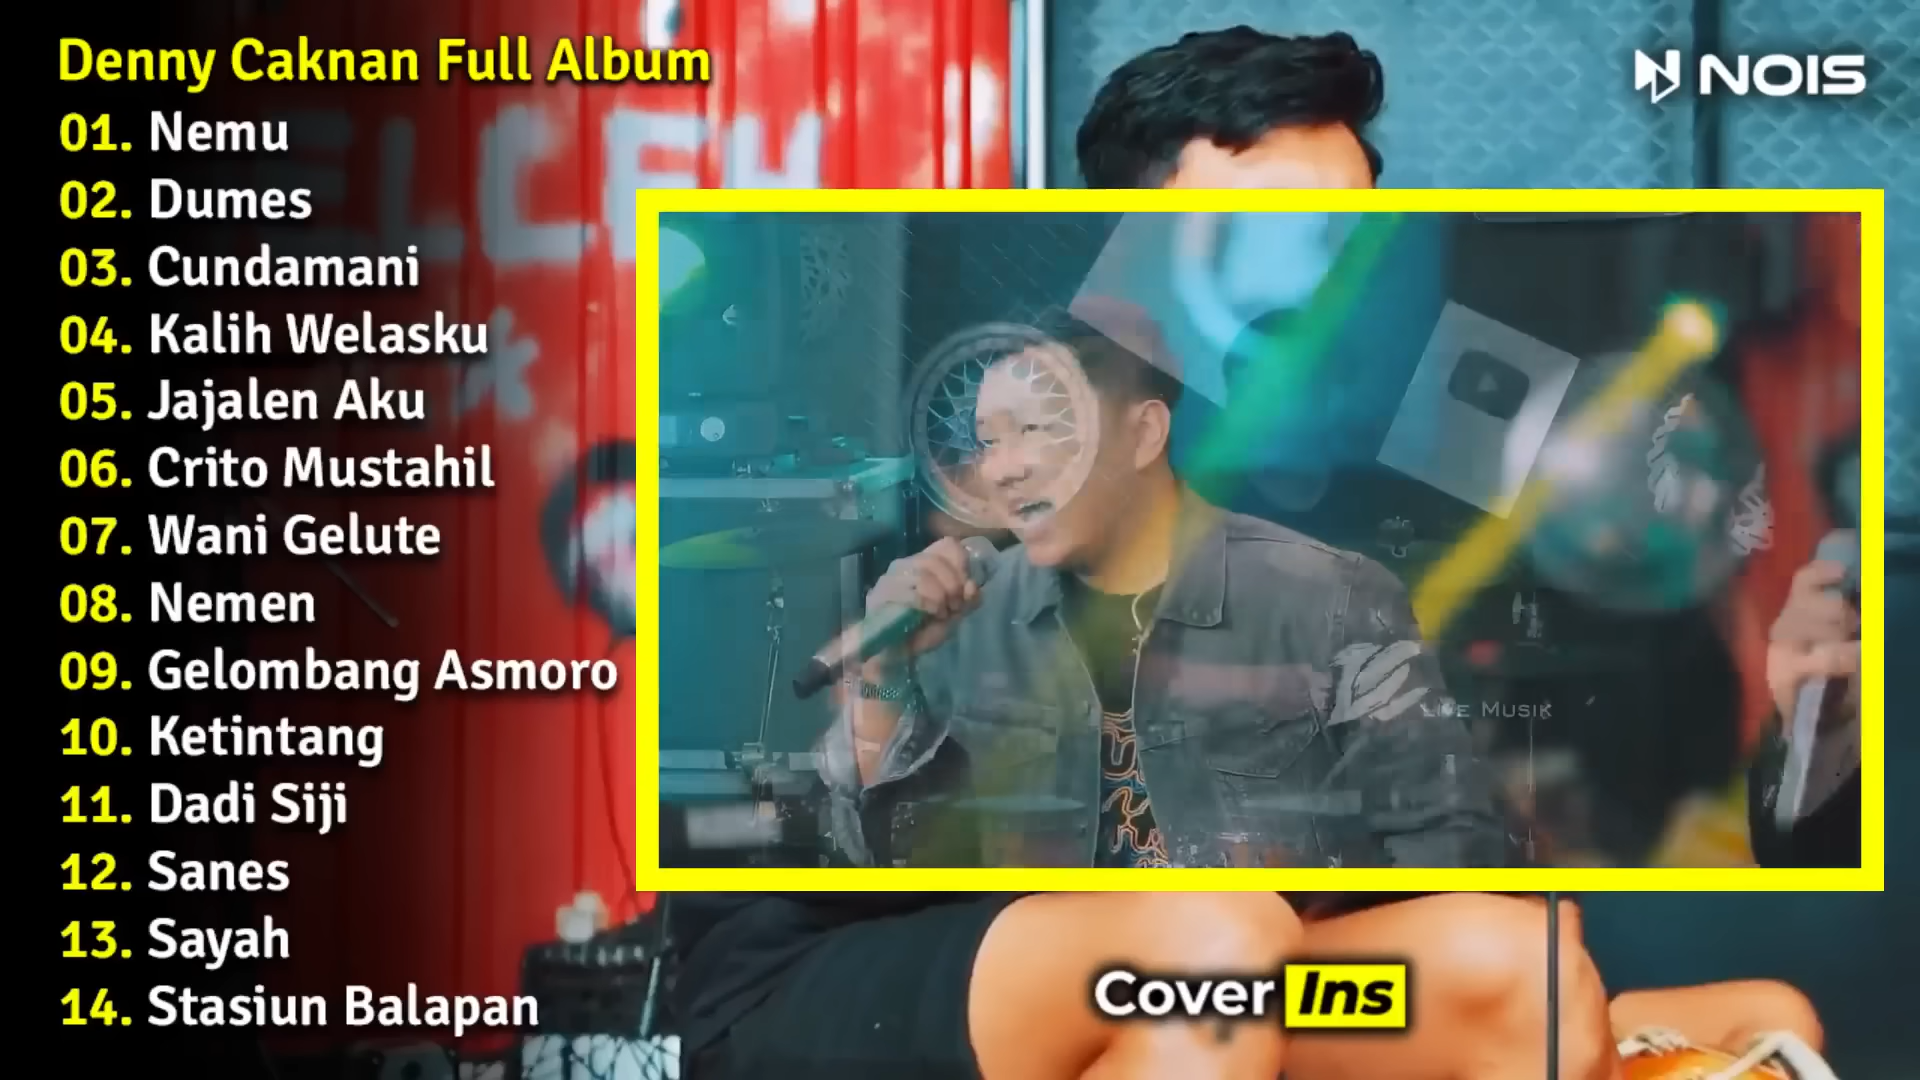 Denny Caknan Full Album
01. Nemu
02. Dumes
03. Cundamani
04. Kalih Welasku
05. Jajalen Aku
06. Crito Mustahil
07. Wani Gelute
08. Nemen
09. Gelombang Asmoro
10. Ketintang
11. Dadi Siji
12. Sanes
13. Sayah
14. Stasiun Balapan
NOIS
LIVE MUSIK
Cover Ins